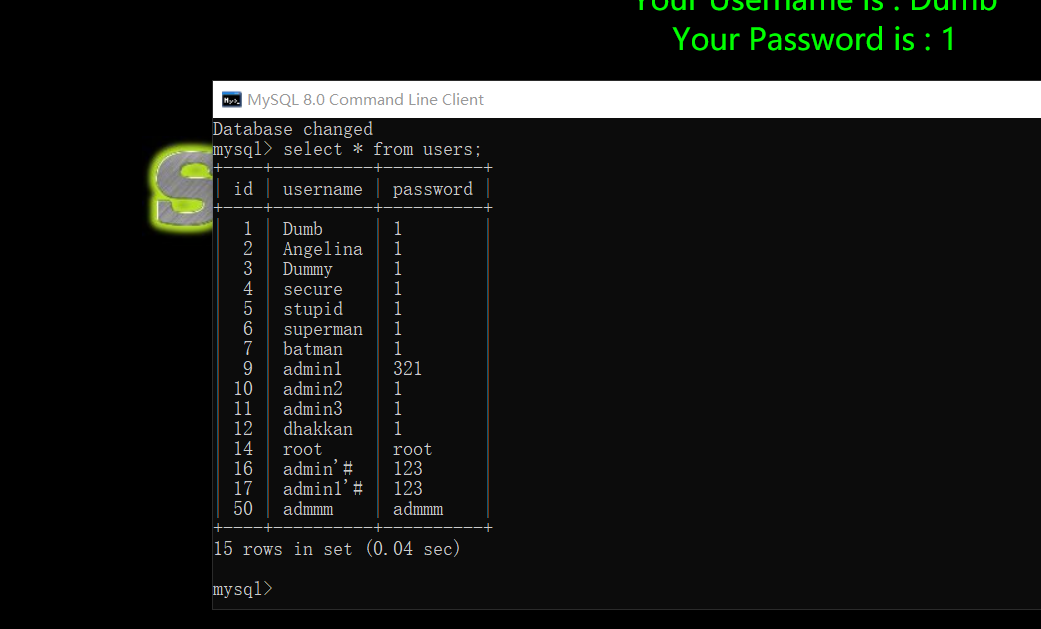 Your Username is : Dumb
Your Password is : 1
MySQL 8.0 Command Line Client
Database changed
mysql> select * from users;
+----+----------+----------+
| id | username | password |
+----+----------+----------+
| 1 | Dumb | 1 |
| 2 | Angelina | 1 |
| 3 | Dummy | 1 |
| 4 | secure | 1 |
| 5 | stupid | 1 |
| 6 | superman | 1 |
| 7 | batman | 1 |
| 9 | admin1 | 321 |
| 10 | admin2 | 1 |
| 11 | admin3 | 1 |
| 12 | dhakkan | 1 |
| 14 | root | root |
| 16 | admin'# | 123 |
| 17 | admin1'# | 123 |
| 50 | admmm | admmm |
+----+----------+----------+
15 rows in set (0.04 sec)
mysql>